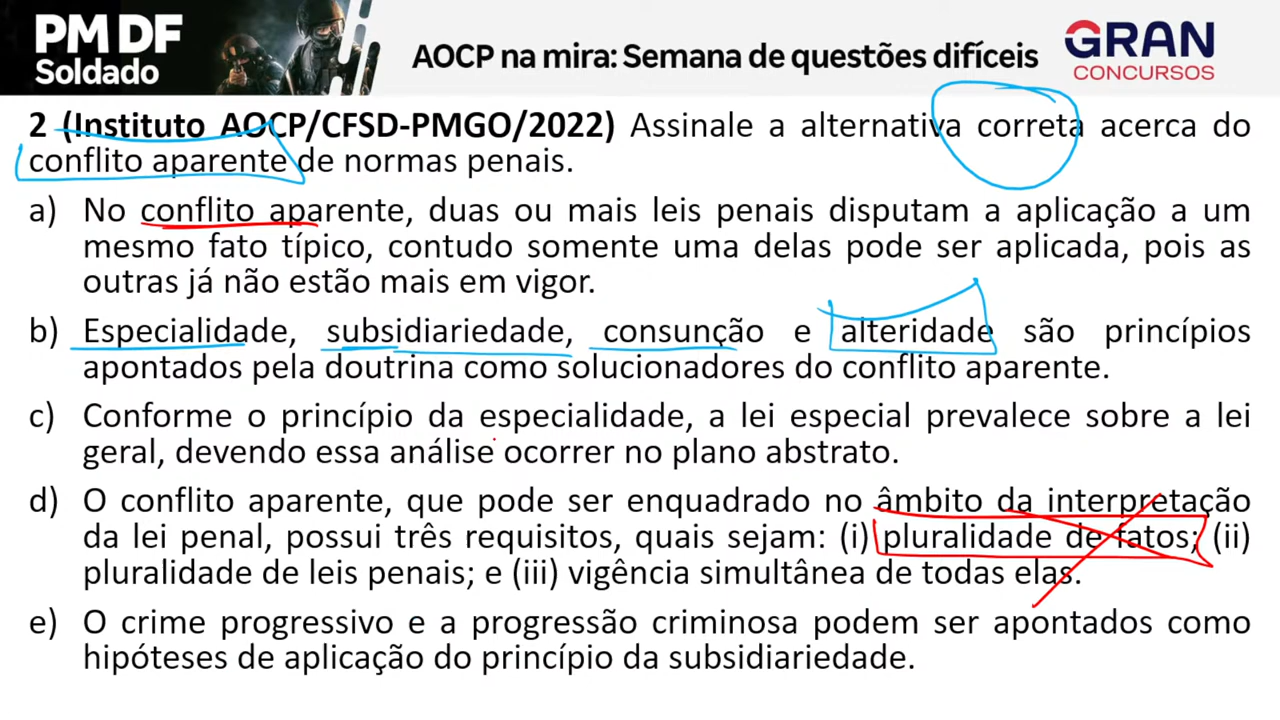 PM DF
Soldado
AOCP na mira: Semana de questões difíceis
GRAN
CONCURSOS
2 (Instituto AOCP/CFSD-PMGO/2022) Assinale a alternativa correta acerca do
conflito aparente de normas penais.
a) No conflito aparente, duas ou mais leis penais disputam a aplicação a um
mesmo fato típico, contudo somente uma delas pode ser aplicada, pois as
outras já não estão mais em vigor.
b) Especialidade, subsidiariedade, consunção e alteridade são princípios
apontados pela doutrina como solucionadores do conflito aparente.
c) Conforme o princípio da especialidade, a lei especial prevalece sobre a lei
geral, devendo essa análise ocorrer no plano abstrato.
d) O conflito aparente, que pode ser enquadrado no âmbito da interpretação
da lei penal, possui três requisitos, quais sejam: (i) pluralidade de fatos; (ii)
pluralidade de leis penais; e (iii) vigência simultânea de todas elas.
e) O crime progressivo e a progressão criminosa podem ser apontados como
hipóteses de aplicação do princípio da subsidiariedade.